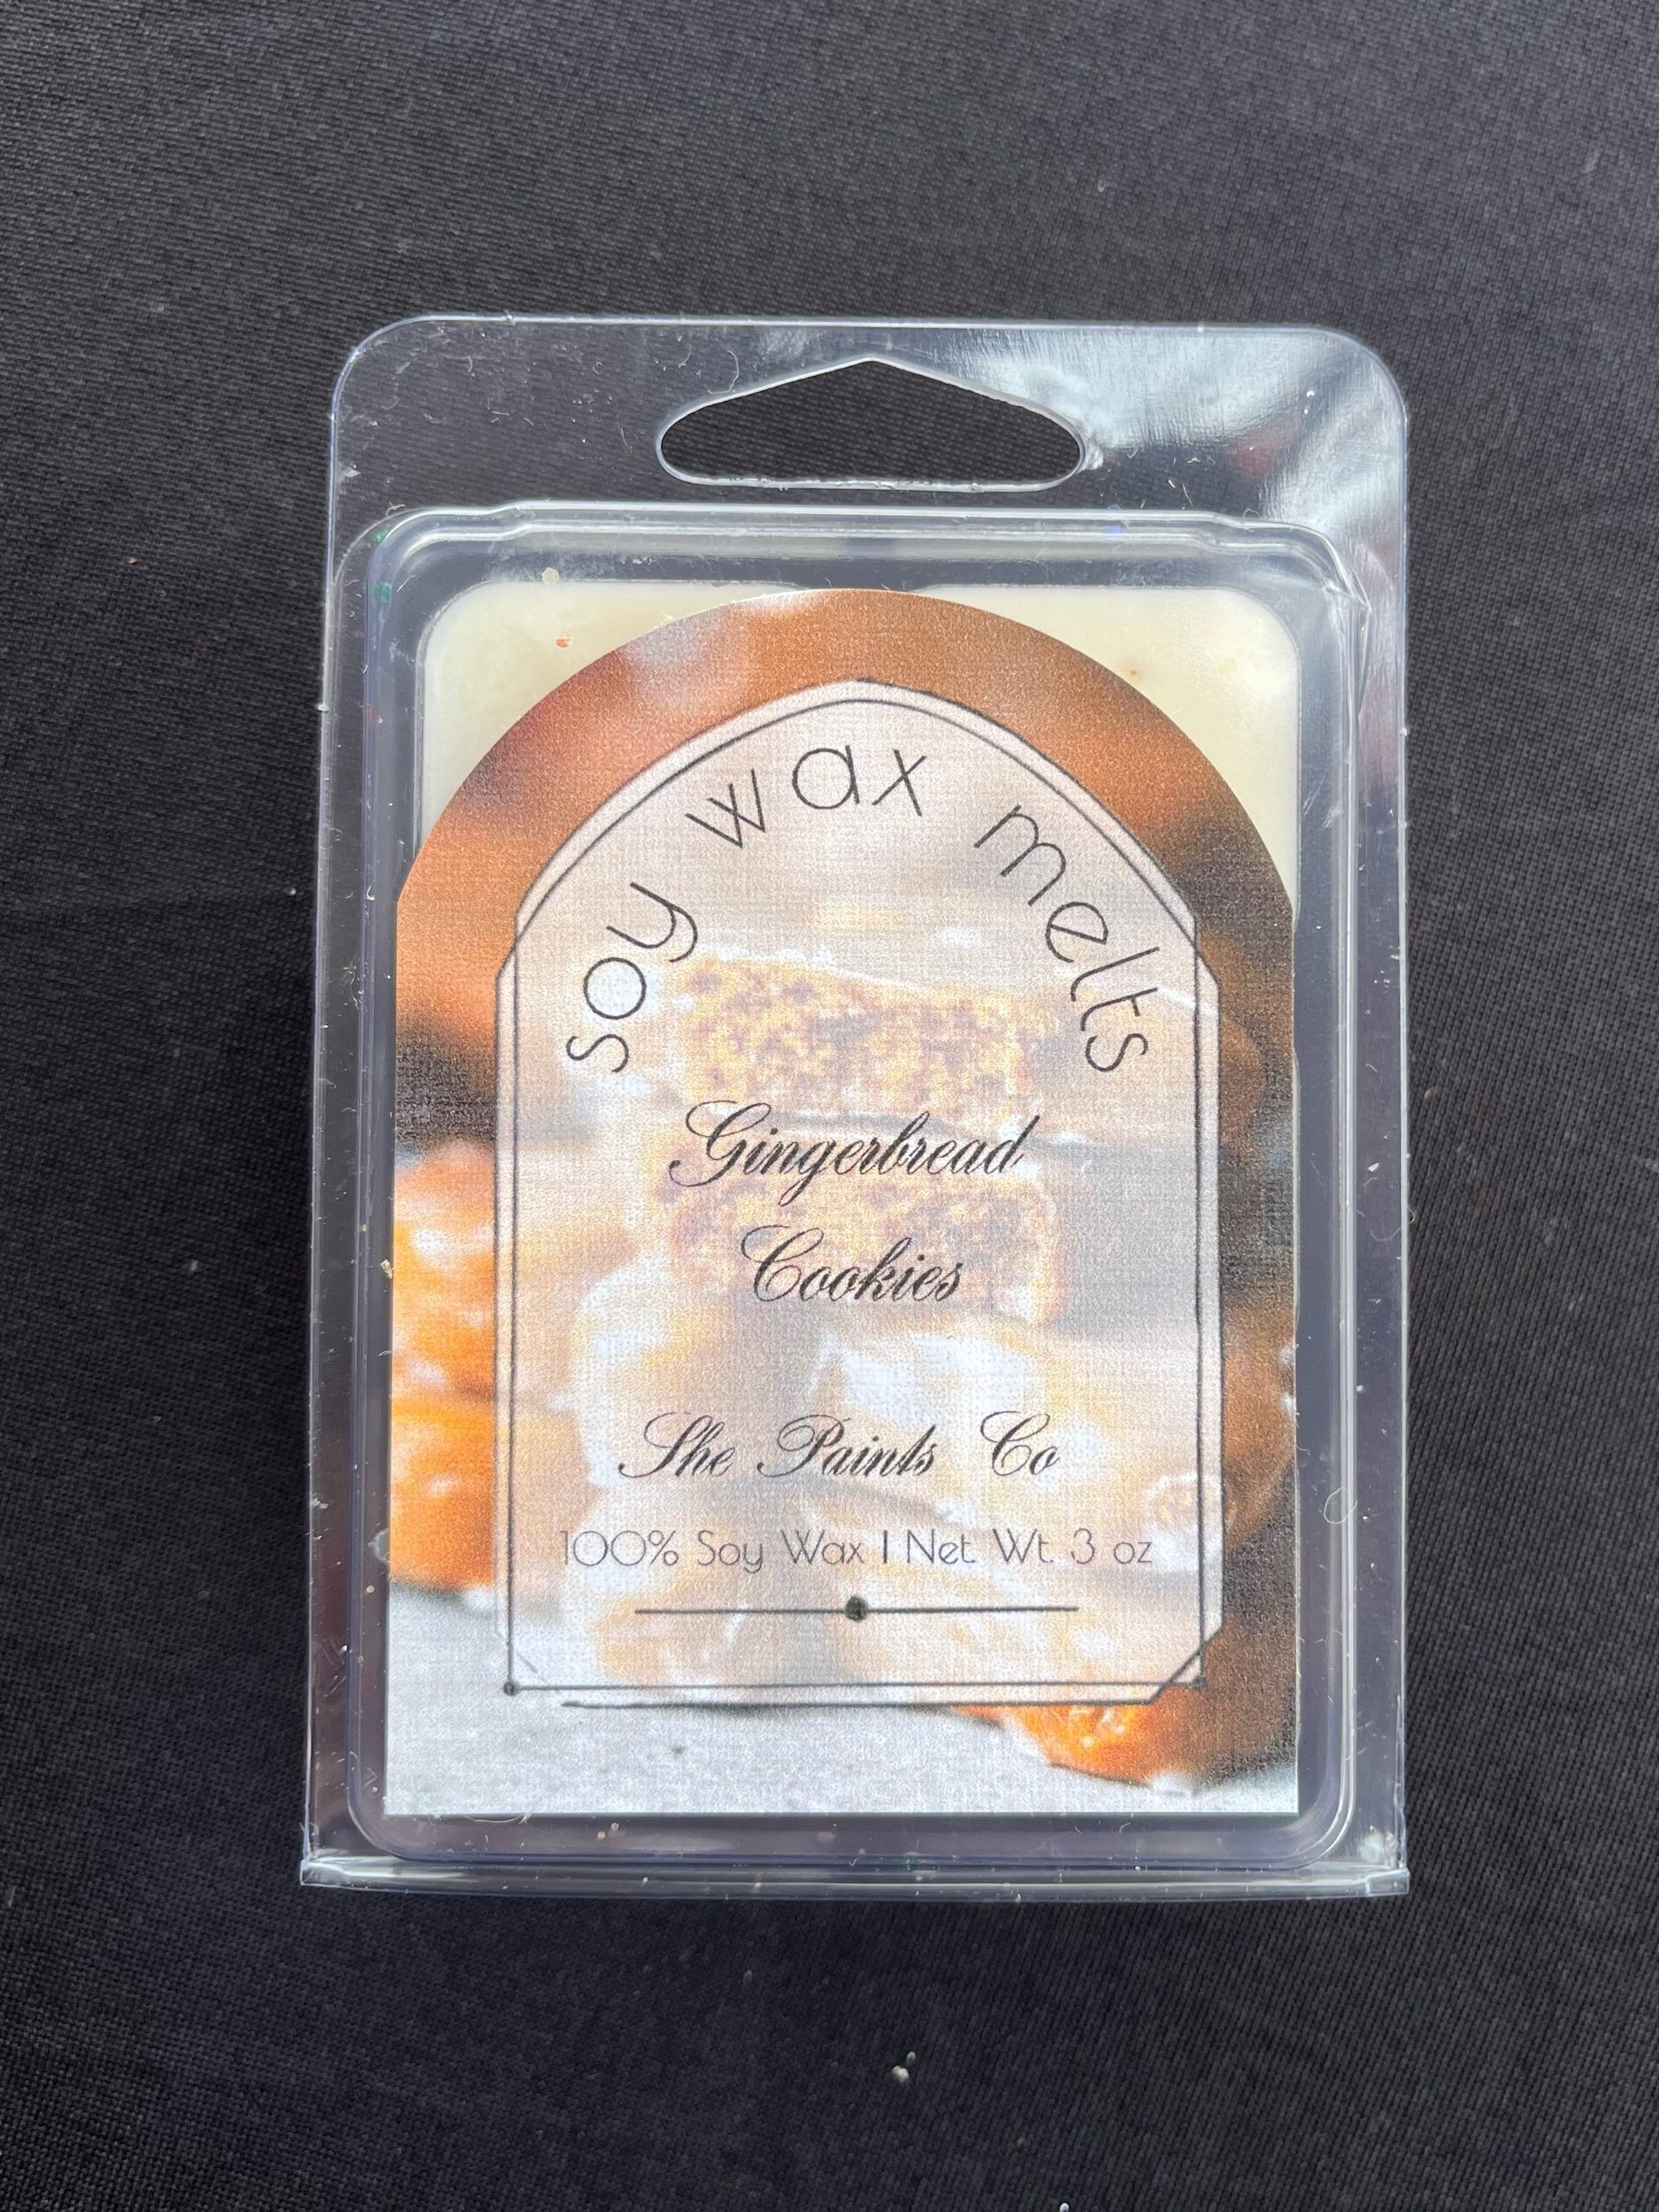 soy wax melts
Gingerbread
Cookies
She Paints Co
100% Soy Wax | Net. Wt. 3 oz